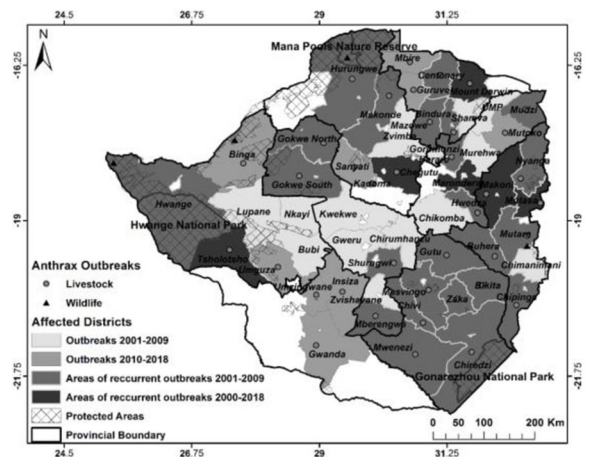 24.5 26.75 29 31.25
N
-16.25 -16.25
Mana Pools Nature Reserve
Mbire
Hurungwe
Centenary
Guruve
Mount Darwin
UMP
Mudzi
Makonde
Bindura
Shamva
Mazowe
Zvimba
Mutoko
Gokwe North
Goromonzi
Murehwa
Harare
Nyanga
Binga
Sanyati
Chegutu
Gokwe South
Kadoma
Marondera
Makoni
Mutasa
Hwange
Hwedza
Lupane
Nkayi
Kwekwe
Chikomba
-19 -19
Hwange National Park
Mutare
Gweru
Chirumhanzu
Bubi
Buhera
Tsholotsho
Gutu
Chimanimani
Shurugwi
Umguza
Anthrax Outbreaks
Livestock
Wildlife
Umzingwane
Insiza
Zvishavane
Masvingo
Zaka
Bikita
Chipinge
Chivi
Mberengwa
Affected Districts
Outbreaks 2001-2009
Outbreaks 2010-2018
Gwanda
Mwenezi
Chiredzi
Gonarezhou National Park
Areas of reccurrent outbreaks 2001-2009
Areas of reccurrent outbreaks 2000-2018
-21.75 -21.75
Protected Areas
Provincial Boundary
0 25 50 100 150 200 Km
24.5 26.75 29 31.25